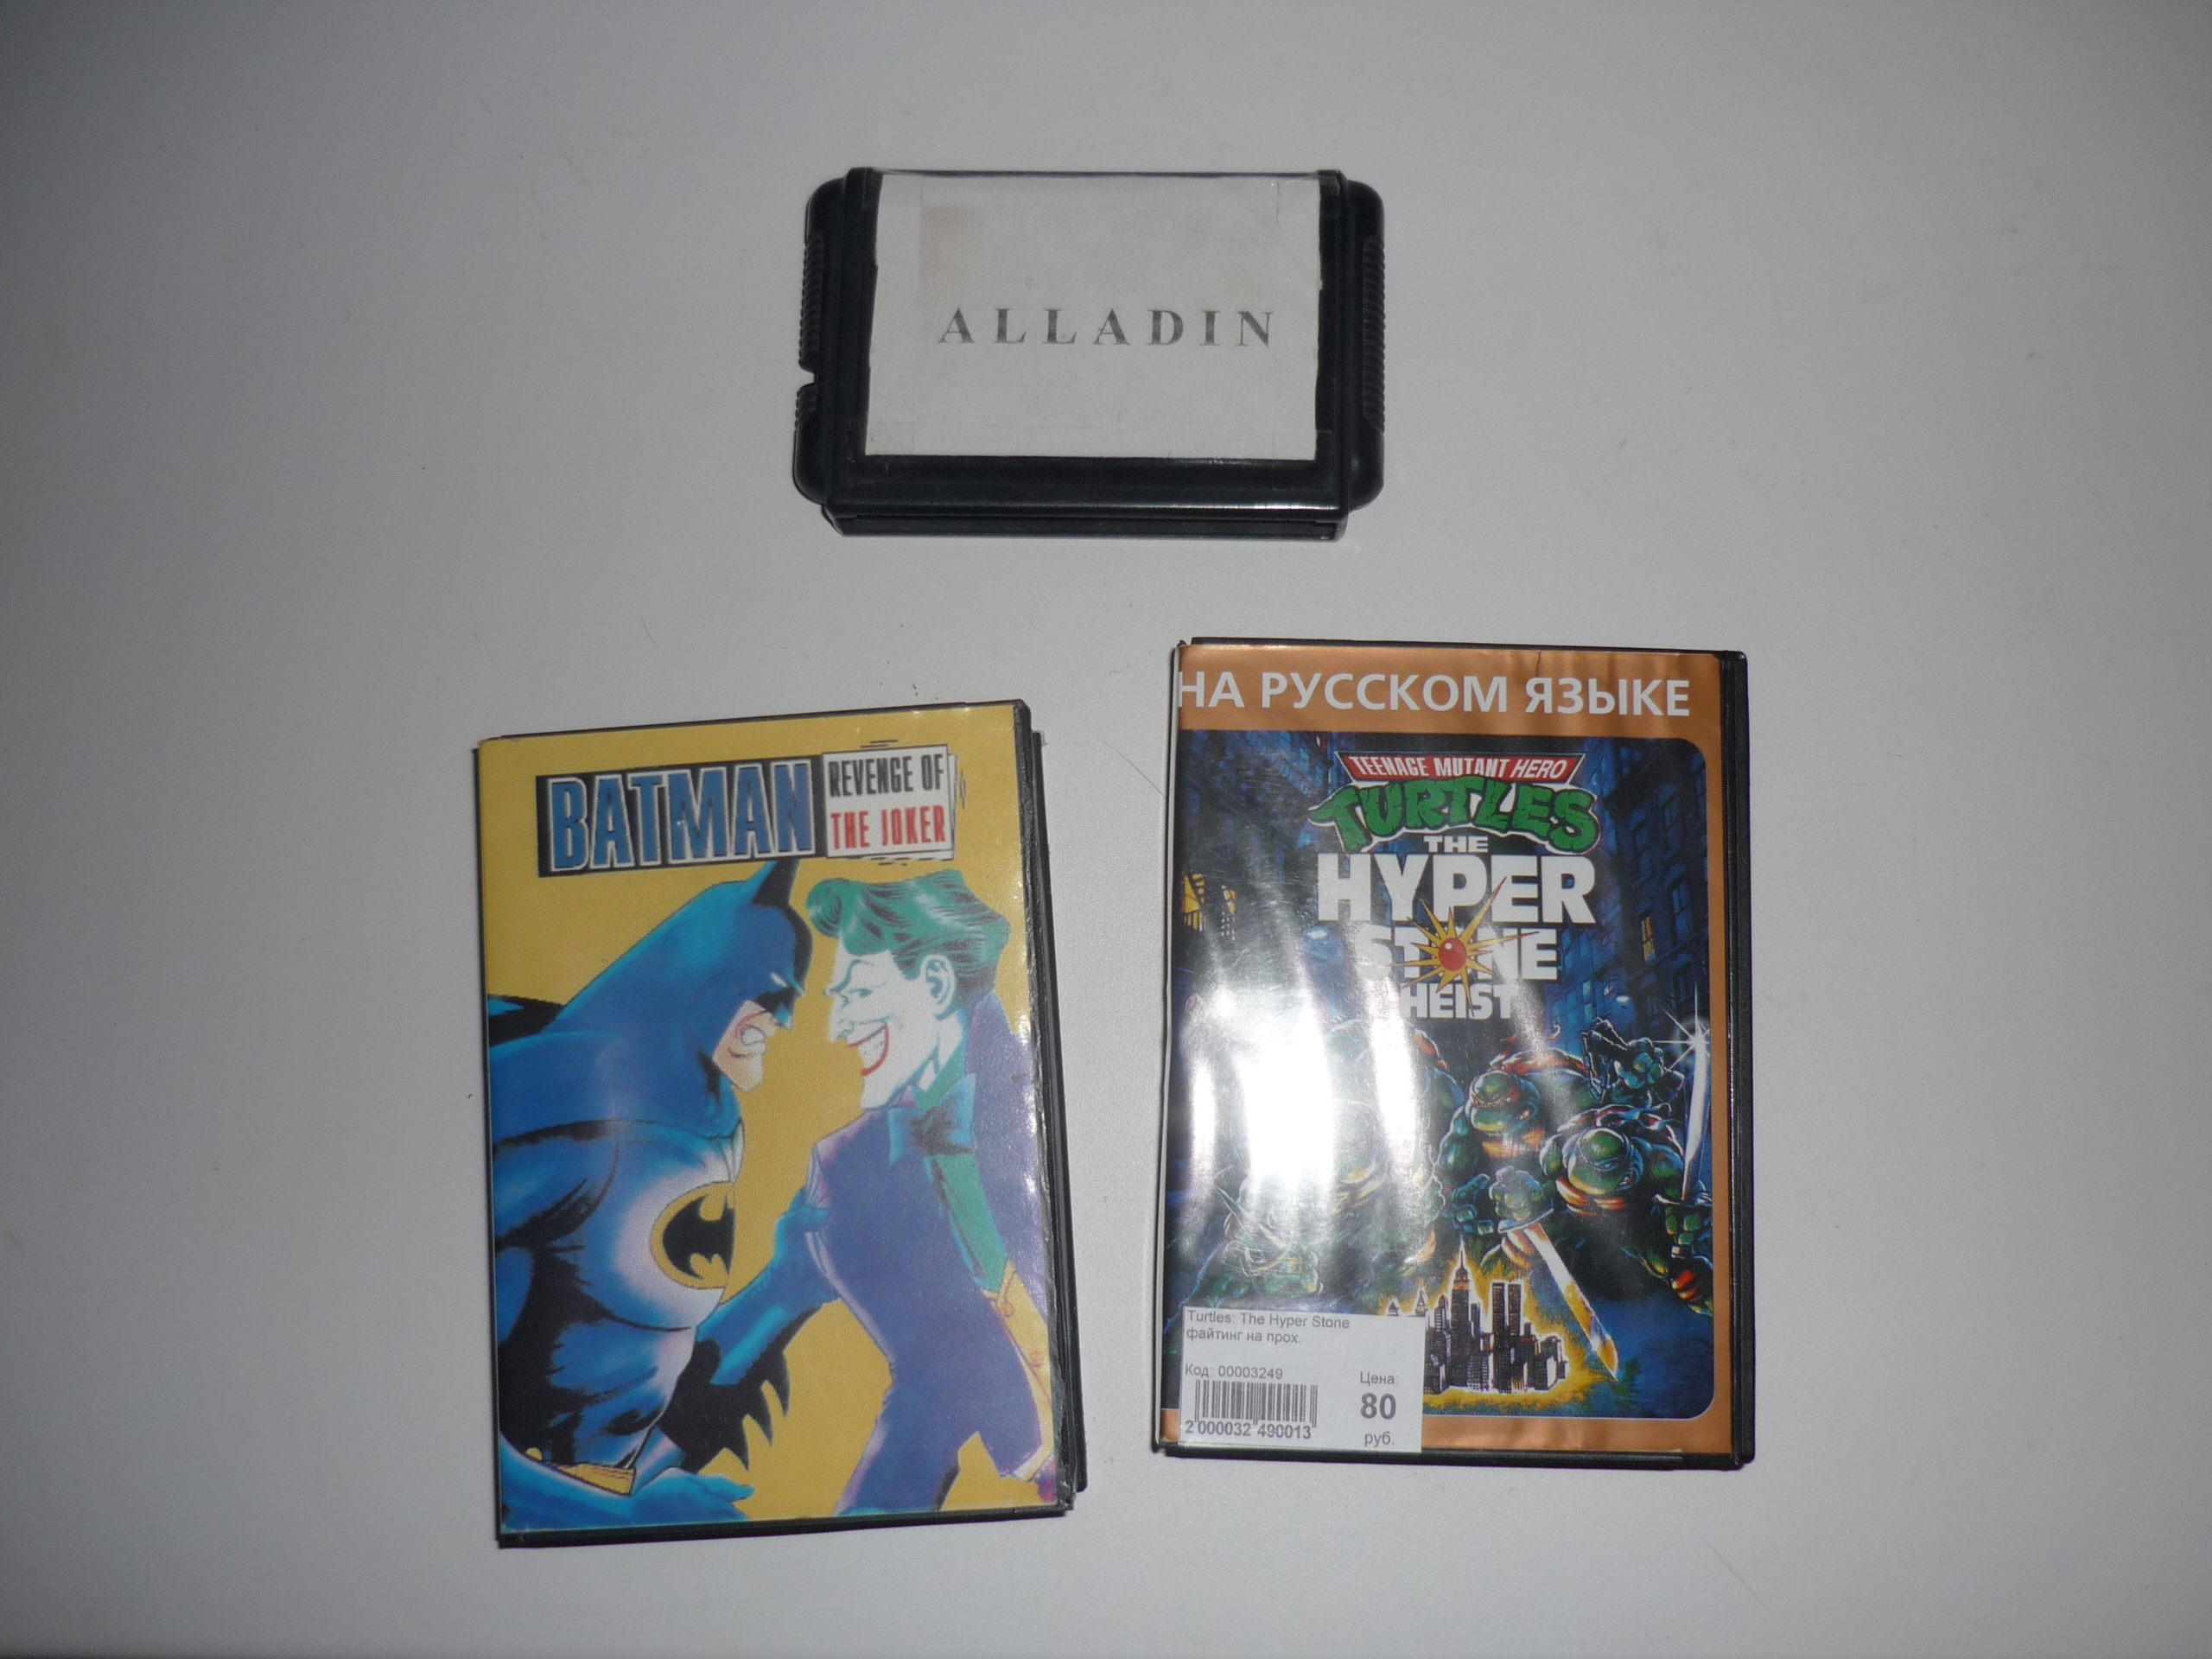 ALLADIN
BATMAN
REVENGE OF
THE JOKER
НА РУССКОМ ЯЗЫКЕ
TEENAGE MUTANT HERO
TURTLES
THE
HYPER
STONE
HEIST
Turtles: The Hyper Stone
файтинг на прох.
Код: 00003249
Цена:
80
руб.
2 000032 490013